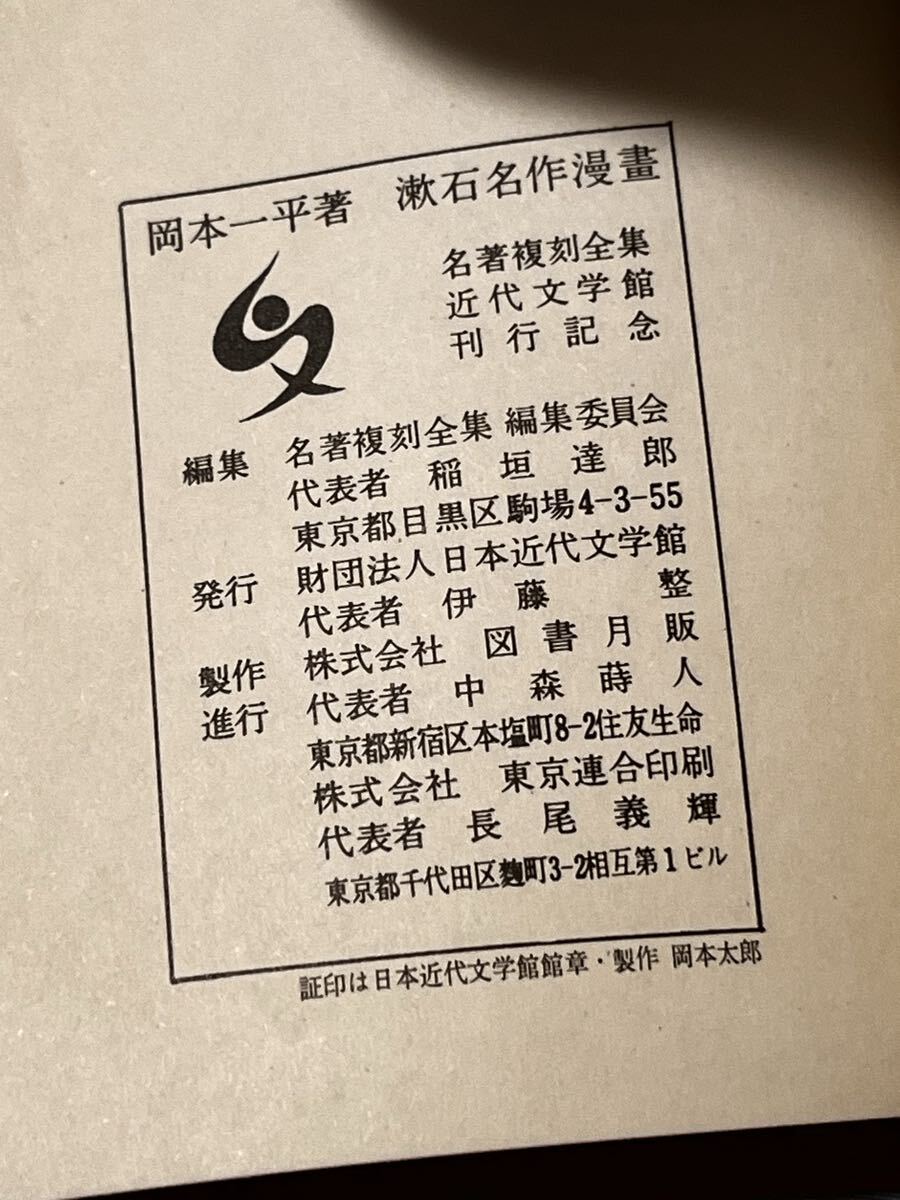 岡本一平著　漱石名作漫畫
名著複刻全集
近代文学館
刊行記念
編集　名著複刻全集 編集委員会
代表者　稲垣達郎
東京都目黒区駒場4-3-55
発行　財団法人日本近代文学館
代表者　伊藤　整
製作　株式会社　図書月販
進行　代表者　中森蒔人
東京都新宿区本塩町8-2住友生命
株式会社　東京連合印刷
代表者　長尾義輝
東京都千代田区麹町3-2相互第1ビル
証印は日本近代文学館館章・製作 岡本太郎